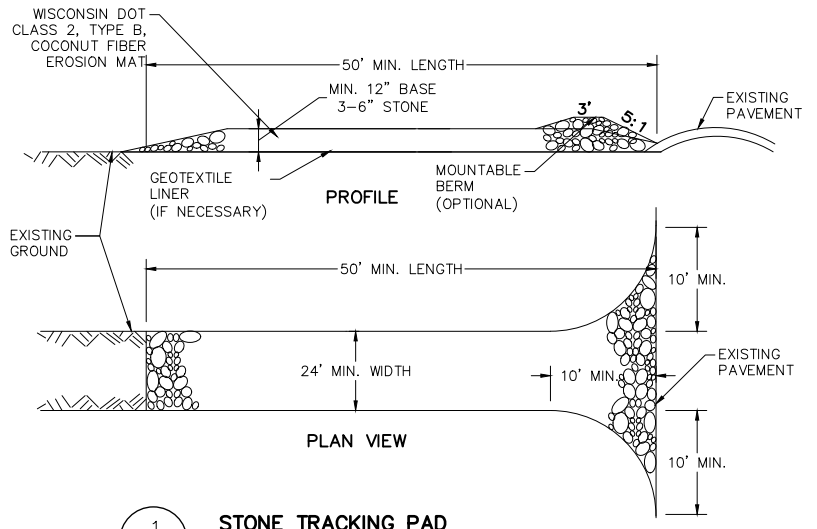 WISCONSIN DOT
CLASS 2, TYPE B,
COCONUT FIBER
EROSION MAT
50' MIN. LENGTH
MIN. 12" BASE
3-6" STONE
3'
5:1
EXISTING
PAVEMENT
GEOTEXTILE
LINER
(IF NECESSARY)
PROFILE
MOUNTABLE
BERM
(OPTIONAL)
EXISTING
GROUND
50' MIN. LENGTH
10' MIN.
24' MIN. WIDTH
10' MIN.
EXISTING
PAVEMENT
PLAN VIEW
10' MIN.
1
STONE TRACKING PAD